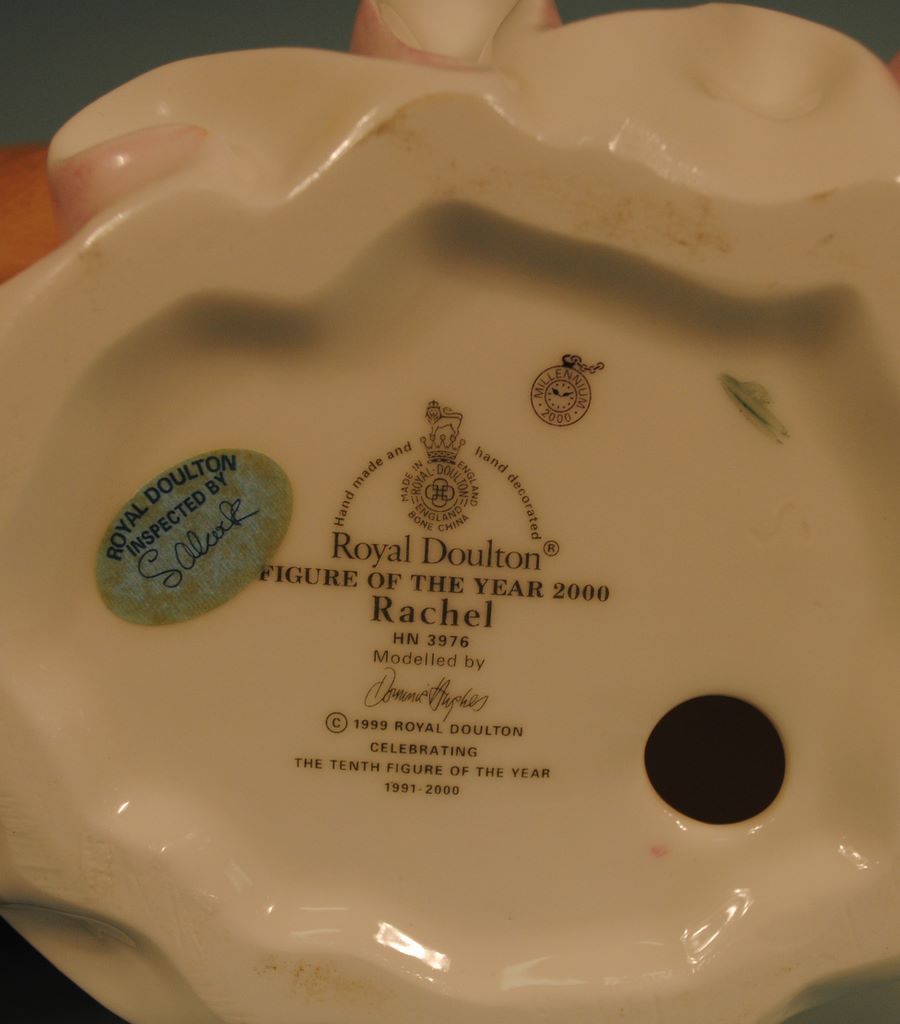 MILLENNIUM
2000
Hand made and hand decorated
MADE IN ENGLAND
ROYAL-DOULTON
ENGLAND
BONE CHINA
Royal Doulton®
FIGURE OF THE YEAR 2000
Rachel
HN 3976
Modelled by
Dominic Hughes
© 1999 ROYAL DOULTON
CELEBRATING
THE TENTH FIGURE OF THE YEAR
1991-2000
ROYAL DOULTON
INSPECTED BY